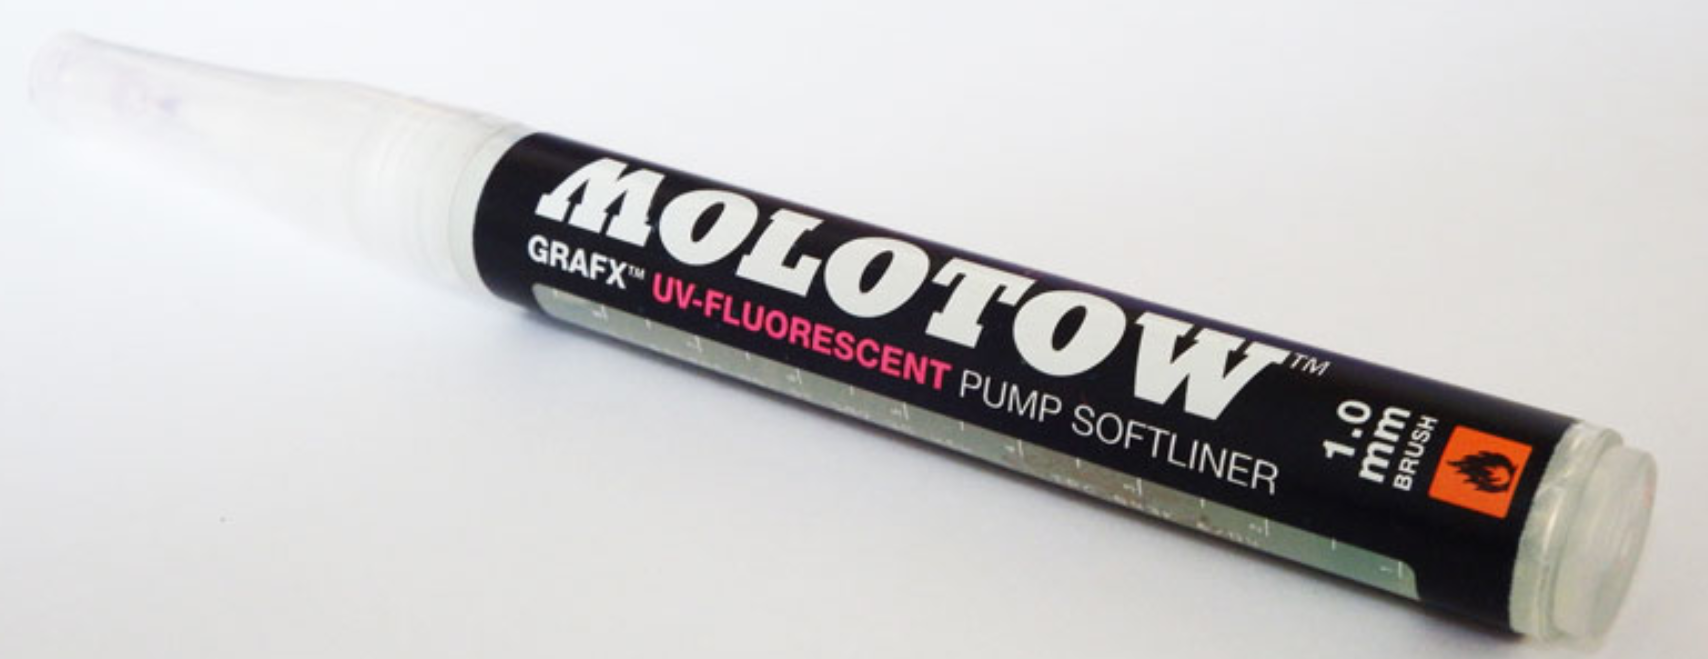 MOLOTOW™
GRAFX™ UV-FLUORESCENT PUMP SOFTLINER
1.0
mm
BRUSH